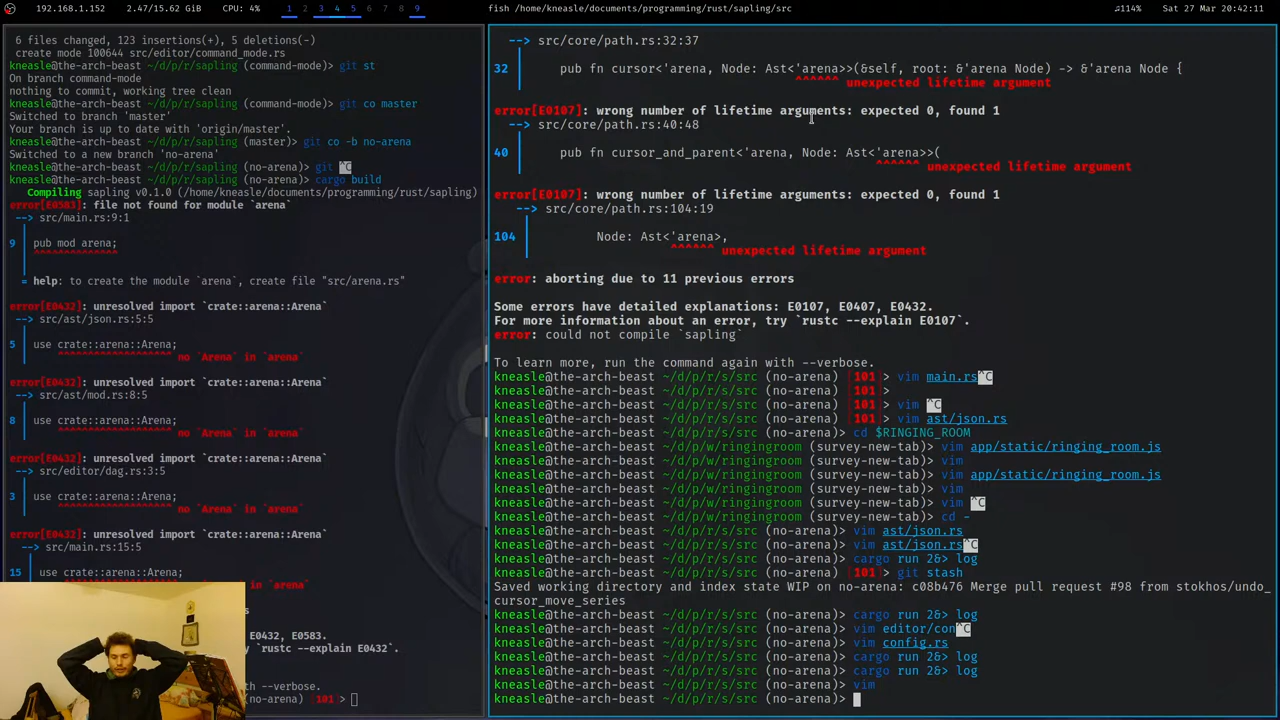 192.168.1.152 2.47/15.62 GiB CPU: 4% 1 2 3 4 5 6 7 8 9 fish /home/kneasle/documents/programming/rust/sapling/src 114% Sat 27 Mar 20:42:11
6 files changed, 123 insertions(+), 5 deletions(-)
create mode 100644 src/editor/command_mode.rs
kneasle@the-arch-beast ~/d/p/r/sapling (command-mode)> git st
On branch command-mode
nothing to commit, working tree clean
kneasle@the-arch-beast ~/d/p/r/sapling (command-mode)> git co master
Switched to branch 'master'
Your branch is up to date with 'origin/master'.
kneasle@the-arch-beast ~/d/p/r/sapling (master)> git co -b no-arena
Switched to a new branch 'no-arena'
kneasle@the-arch-beast ~/d/p/r/sapling (no-arena)> git ^C
kneasle@the-arch-beast ~/d/p/r/sapling (no-arena)> cargo build
Compiling sapling v0.1.0 (/home/kneasle/documents/programming/rust/sapling)
error[E0583]: file not found for module `arena`
--> src/main.rs:9:1
9 pub mod arena;
^^^^^^^^^^^^^^
= help: to create the module `arena`, create file "src/arena.rs"
error[E0432]: unresolved import `crate::arena::Arena`
--> src/ast/json.rs:5:5
5 use crate::arena::Arena;
^^^^^^^^^^^^^^^^^^^ no `Arena` in `arena`
error[E0432]: unresolved import `crate::arena::Arena`
--> src/ast/mod.rs:8:5
8 use crate::arena::Arena;
^^^^^^^^^^^^^^^^^^^ no `Arena` in `arena`
error[E0432]: unresolved import `crate::arena::Arena`
--> src/editor/dag.rs:3:5
3 use crate::arena::Arena;
^^^^^^^^^^^^^^^^^^^ no `Arena` in `arena`
error[E0432]: unresolved import `crate::arena::Arena`
--> src/main.rs:15:5
15 use crate::arena::Arena;
in `arena`
E0432, E0583.
`rustc --explain E0432`.
th --verbose.
(no-arena) [101]>
--> src/core/path.rs:32:37
32 pub fn cursor<'arena, Node: Ast<'arena>>(&self, root: &'arena Node) -> &'arena Node {
^^^^^^ unexpected lifetime argument
error[E0107]: wrong number of lifetime arguments: expected 0, found 1
--> src/core/path.rs:40:48
40 pub fn cursor_and_parent<'arena, Node: Ast<'arena>>(
^^^^^^ unexpected lifetime argument
error[E0107]: wrong number of lifetime arguments: expected 0, found 1
--> src/core/path.rs:104:19
104 Node: Ast<'arena>,
^^^^^^ unexpected lifetime argument
error: aborting due to 11 previous errors
Some errors have detailed explanations: E0107, E0407, E0432.
For more information about an error, try `rustc --explain E0107`.
error: could not compile `sapling`
To learn more, run the command again with --verbose.
kneasle@the-arch-beast ~/d/p/r/s/src (no-arena) [101]> vim main.rs^C
kneasle@the-arch-beast ~/d/p/r/s/src (no-arena) [101]>
kneasle@the-arch-beast ~/d/p/r/s/src (no-arena) [101]> vim ^C
kneasle@the-arch-beast ~/d/p/r/s/src (no-arena) [101]> vim ast/json.rs
kneasle@the-arch-beast ~/d/p/r/s/src (no-arena)> cd $RINGING_ROOM
kneasle@the-arch-beast ~/d/p/w/ringingroom (survey-new-tab)> vim app/static/ringing_room.js
kneasle@the-arch-beast ~/d/p/w/ringingroom (survey-new-tab)> vim
kneasle@the-arch-beast ~/d/p/w/ringingroom (survey-new-tab)> vim app/static/ringing_room.js
kneasle@the-arch-beast ~/d/p/w/ringingroom (survey-new-tab)> vim
kneasle@the-arch-beast ~/d/p/w/ringingroom (survey-new-tab)> vim ^C
kneasle@the-arch-beast ~/d/p/w/ringingroom (survey-new-tab)> cd -
kneasle@the-arch-beast ~/d/p/r/s/src (no-arena)> vim ast/json.rs
kneasle@the-arch-beast ~/d/p/r/s/src (no-arena)> vim ast/json.rs^C
kneasle@the-arch-beast ~/d/p/r/s/src (no-arena)> cargo run 2&> log
kneasle@the-arch-beast ~/d/p/r/s/src (no-arena) [101]> git stash
Saved working directory and index state WIP on no-arena: c08b476 Merge pull request #98 from stokhos/undo_
cursor_move_series
kneasle@the-arch-beast ~/d/p/r/s/src (no-arena)> cargo run 2&> log
kneasle@the-arch-beast ~/d/p/r/s/src (no-arena)> vim editor/con^C
kneasle@the-arch-beast ~/d/p/r/s/src (no-arena)> vim config.rs
kneasle@the-arch-beast ~/d/p/r/s/src (no-arena)> cargo run 2&> log
kneasle@the-arch-beast ~/d/p/r/s/src (no-arena)> cargo run 2&> log
kneasle@the-arch-beast ~/d/p/r/s/src (no-arena)> vim
kneasle@the-arch-beast ~/d/p/r/s/src (no-arena)>